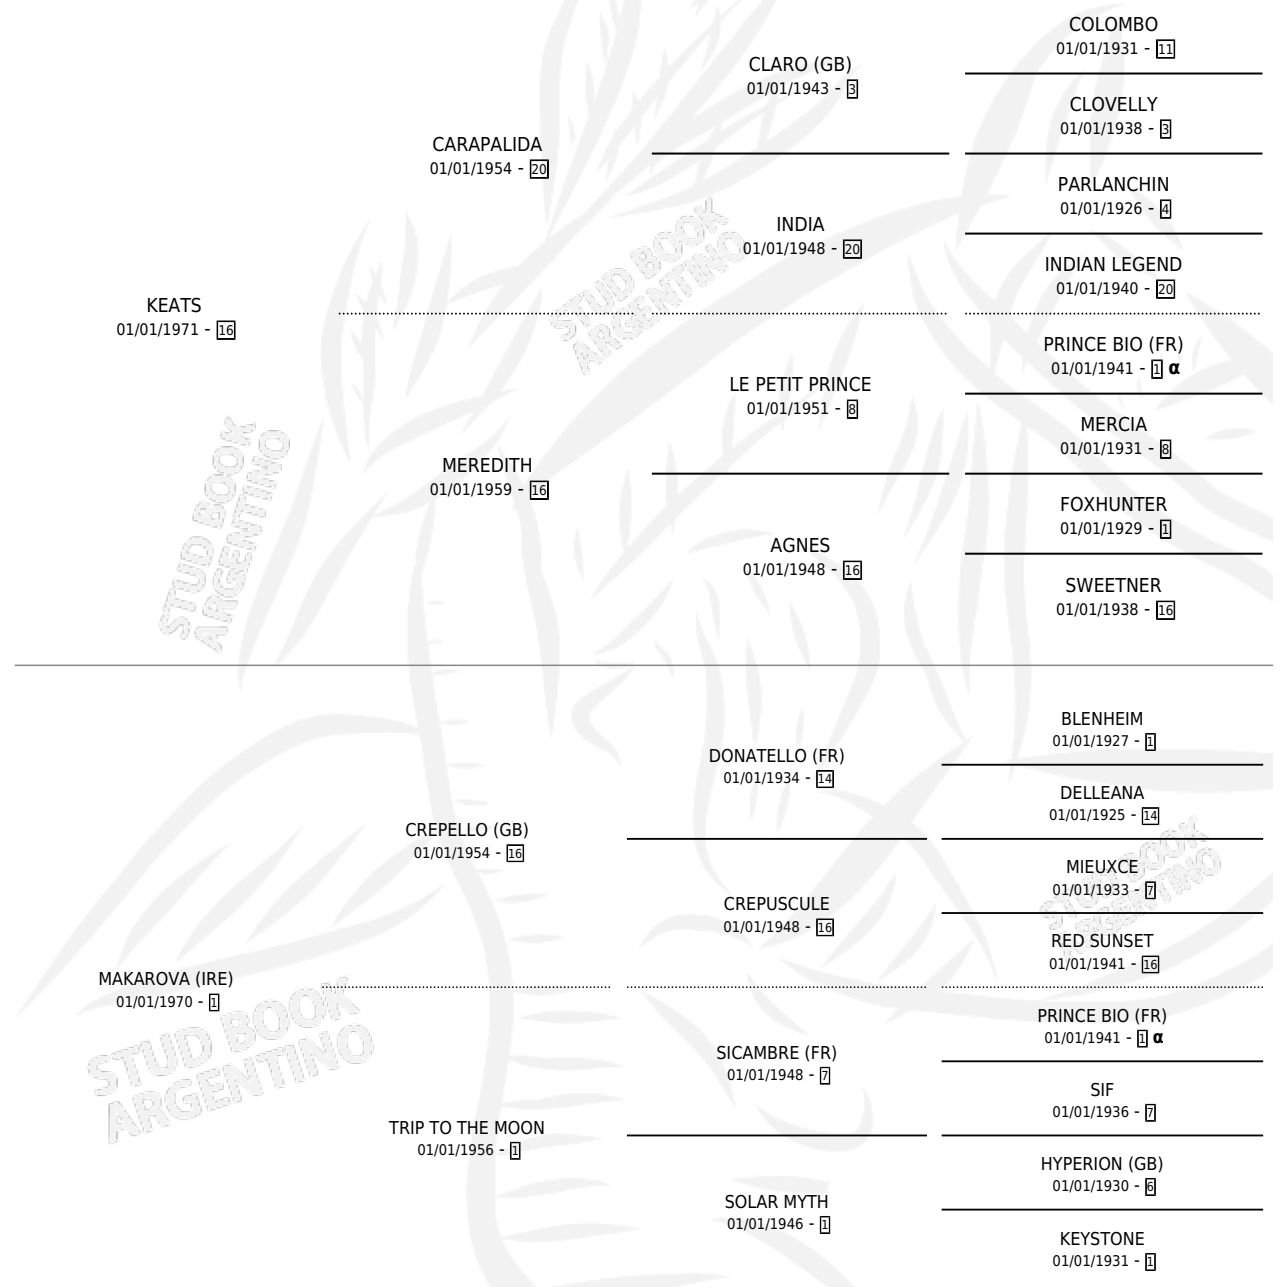 COLOMBO
01/01/1931 - 11
CLARO (GB)
01/01/1943 - 3
CLOVELLY
01/01/1938 - 3
CARAPALIDA
01/01/1954 - 20
PARLANCHIN
01/01/1926 - 4
INDIA
01/01/1948 - 20
INDIAN LEGEND
01/01/1940 - 20
KEATS
01/01/1971 - 16
PRINCE BIO (FR)
01/01/1941 - 1 α
LE PETIT PRINCE
01/01/1951 - 8
MERCIA
01/01/1931 - 8
MEREDITH
01/01/1959 - 16
FOXHUNTER
01/01/1929 - 1
AGNES
01/01/1948 - 16
SWEETNER
01/01/1938 - 16
BLENHEIM
01/01/1927 - 1
DONATELLO (FR)
01/01/1934 - 14
DELLEANA
01/01/1925 - 14
CREPELLO (GB)
01/01/1954 - 16
MIEUXCE
01/01/1933 - 7
CREPUSCULE
01/01/1948 - 16
RED SUNSET
01/01/1941 - 16
MAKAROVA (IRE)
01/01/1970 - 1
PRINCE BIO (FR)
01/01/1941 - 1 α
SICAMBRE (FR)
01/01/1948 - 7
SIF
01/01/1936 - 7
TRIP TO THE MOON
01/01/1956 - 1
HYPERION (GB)
01/01/1930 - 6
SOLAR MYTH
01/01/1946 - 1
KEYSTONE
01/01/1931 - 1
STUD BOOK
ARGENTINO
STUD BOOK
ARGENTINO
STUD BOOK
ARGENTINO
STUD BOOK
ARGENTINO